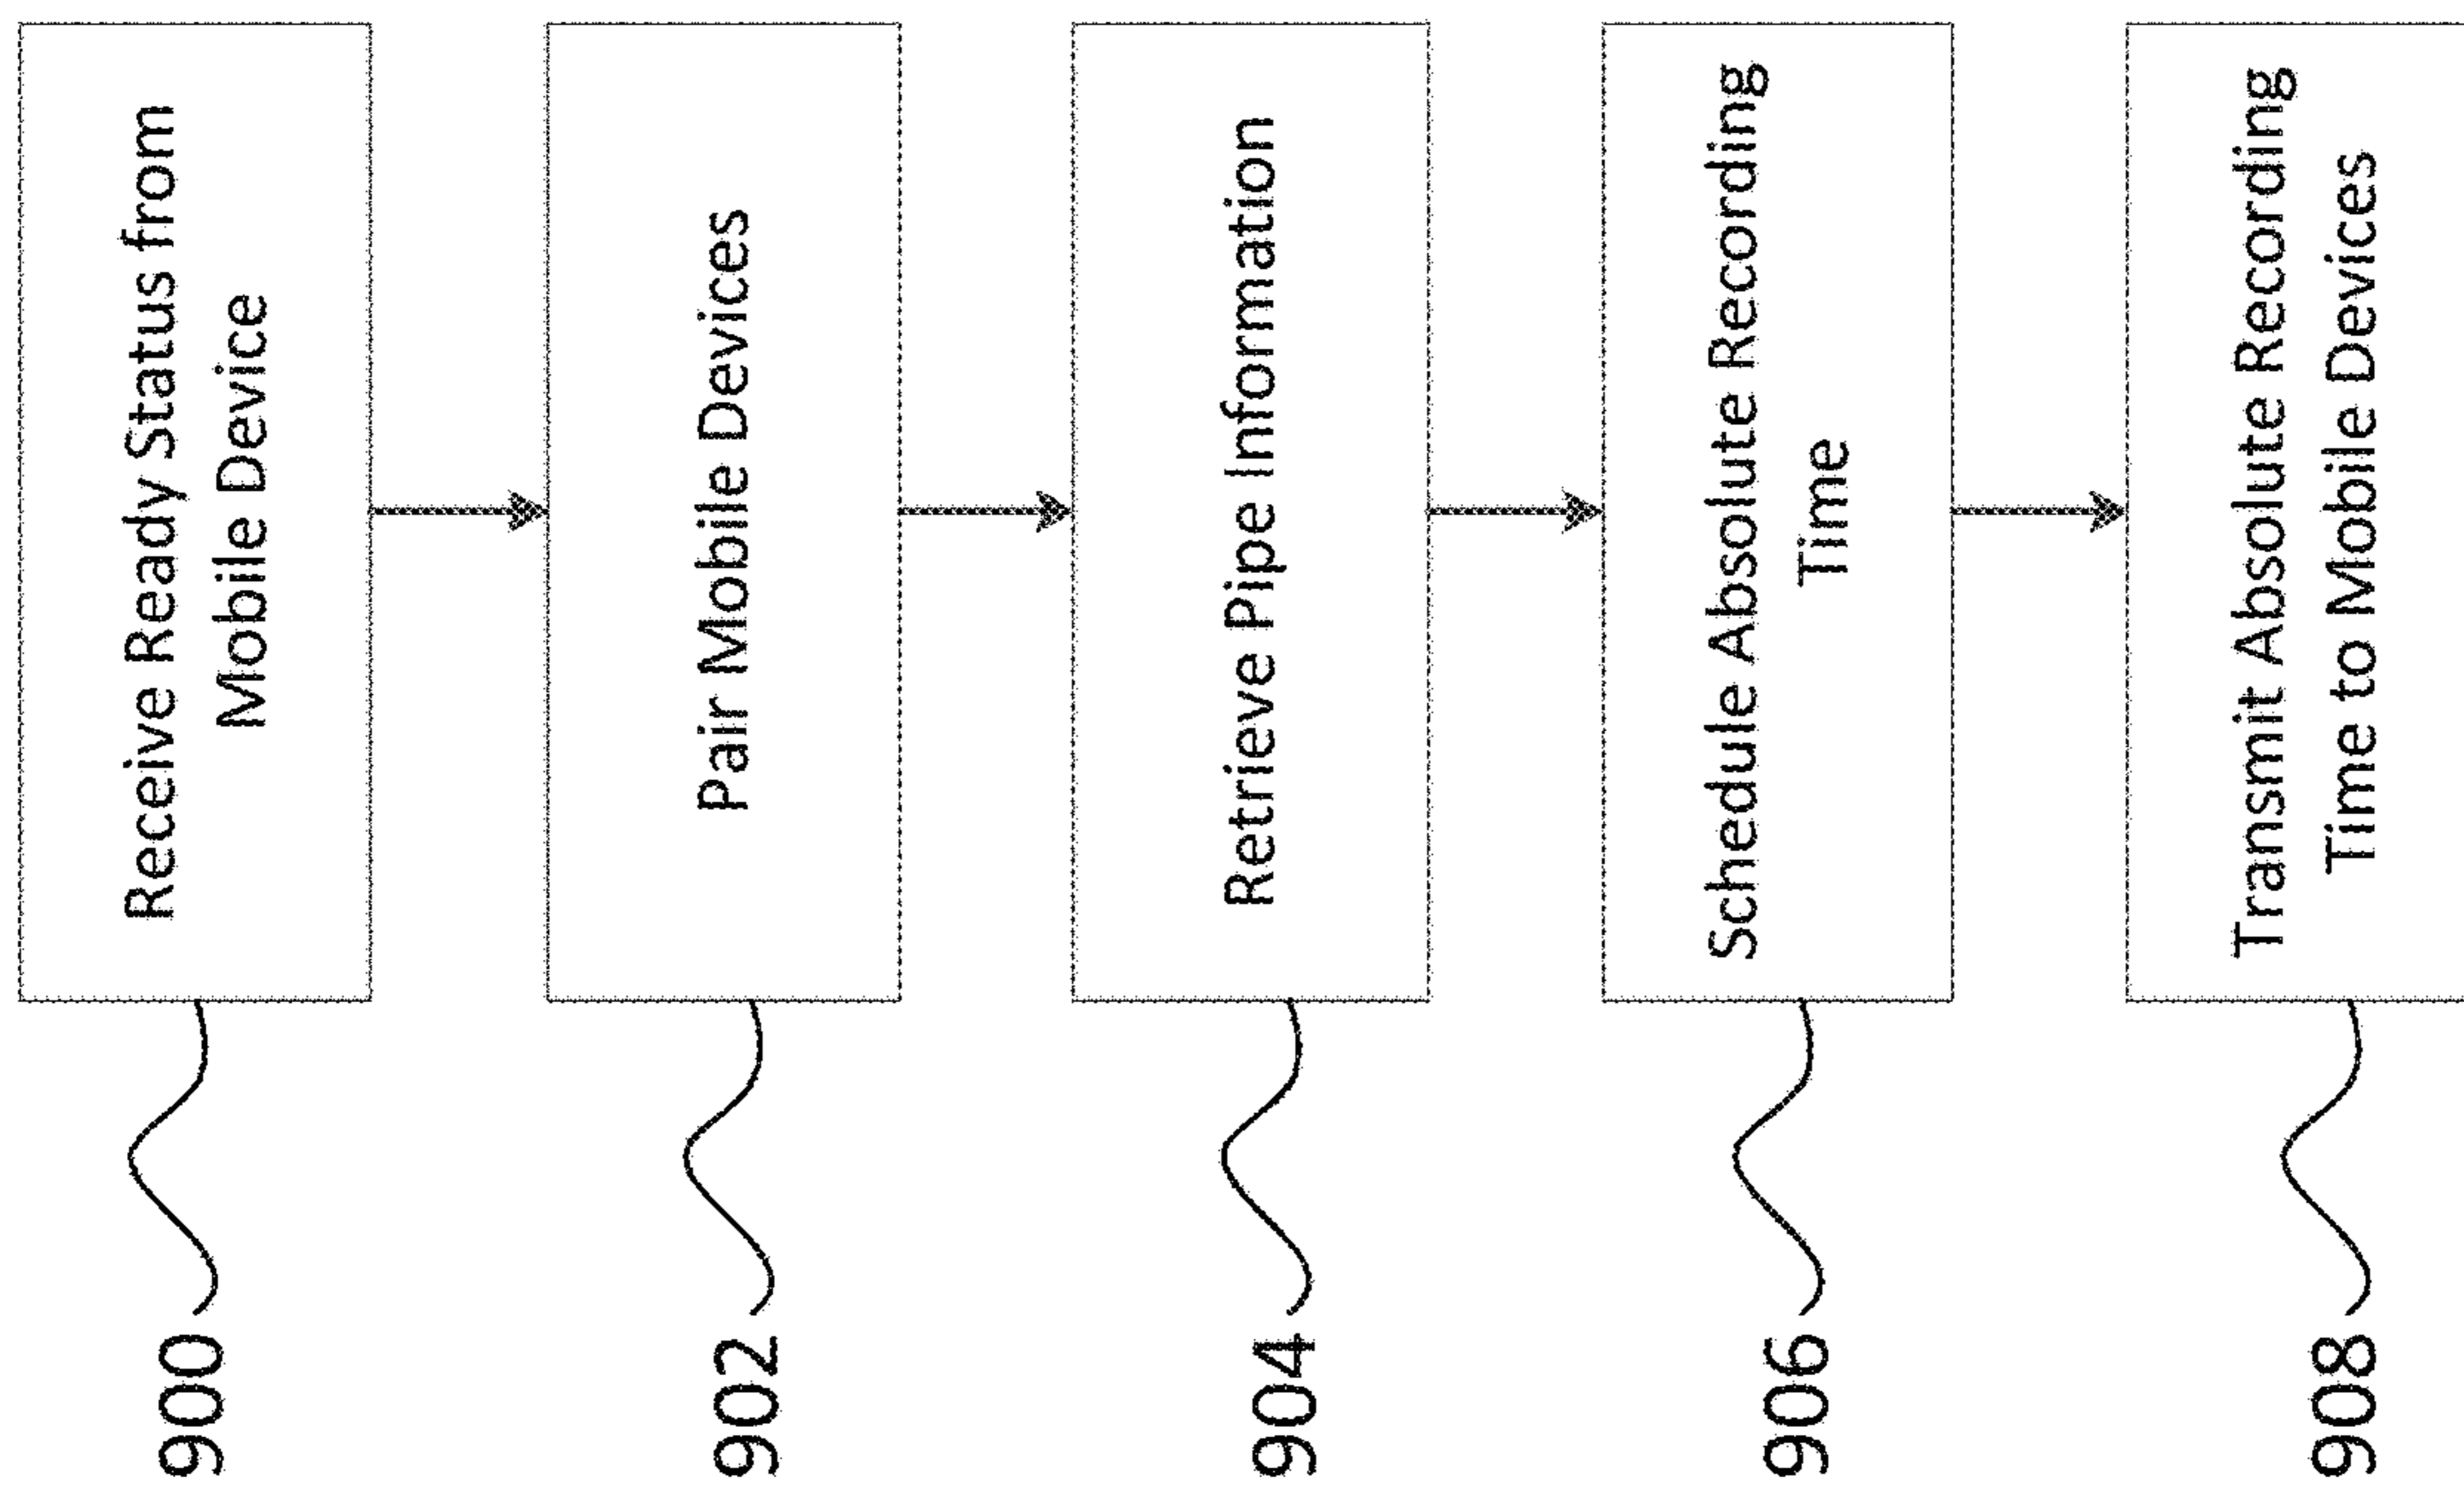 900
Receive Ready Status from
Mobile Device
902
Pair Mobile Devices
904
Retrieve Pipe Information
906
Schedule Absolute Recording
Time
908
Transmit Absolute Recording
Time to Mobile Devices